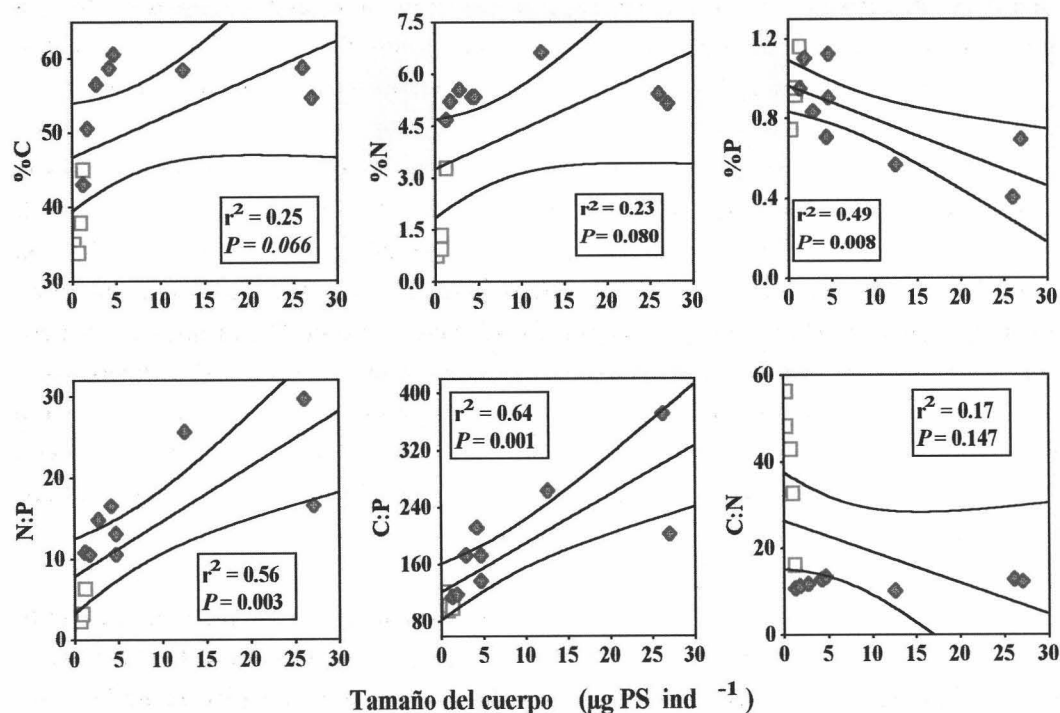 %C
60
50
40
30
0 5 10 15 20 25 30
r² = 0.25
P = 0.066
%N
7.5
6.0
4.5
3.0
1.5
0.0
0 5 10 15 20 25 30
r² = 0.23
P = 0.080
%P
1.2
0.8
0.4
0.0
0 5 10 15 20 25 30
r² = 0.49
P = 0.008
N:P
30
20
10
0
0 5 10 15 20 25 30
r² = 0.56
P = 0.003
C:P
400
320
240
160
80
0 5 10 15 20 25 30
r² = 0.64
P = 0.001
C:N
60
40
20
0
0 5 10 15 20 25 30
r² = 0.17
P = 0.147
Tamaño del cuerpo (µg PS ind ⁻¹)